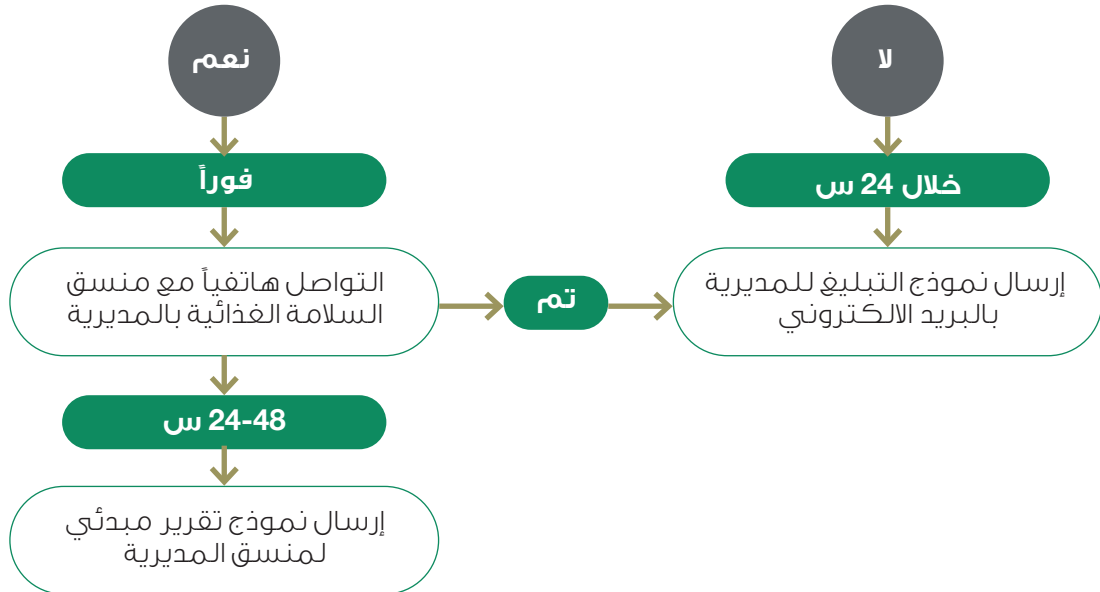 لا
نعم
خلال 24 س
فوراً
إرسال نموذج التبليغ للمديرية
بالبريد الالكتروني
تم
التواصل هاتفياً مع منسق
السلامة الغذائية بالمديرية
24-48 س
إرسال نموذج تقرير مبدئي
لمنسق المديرية